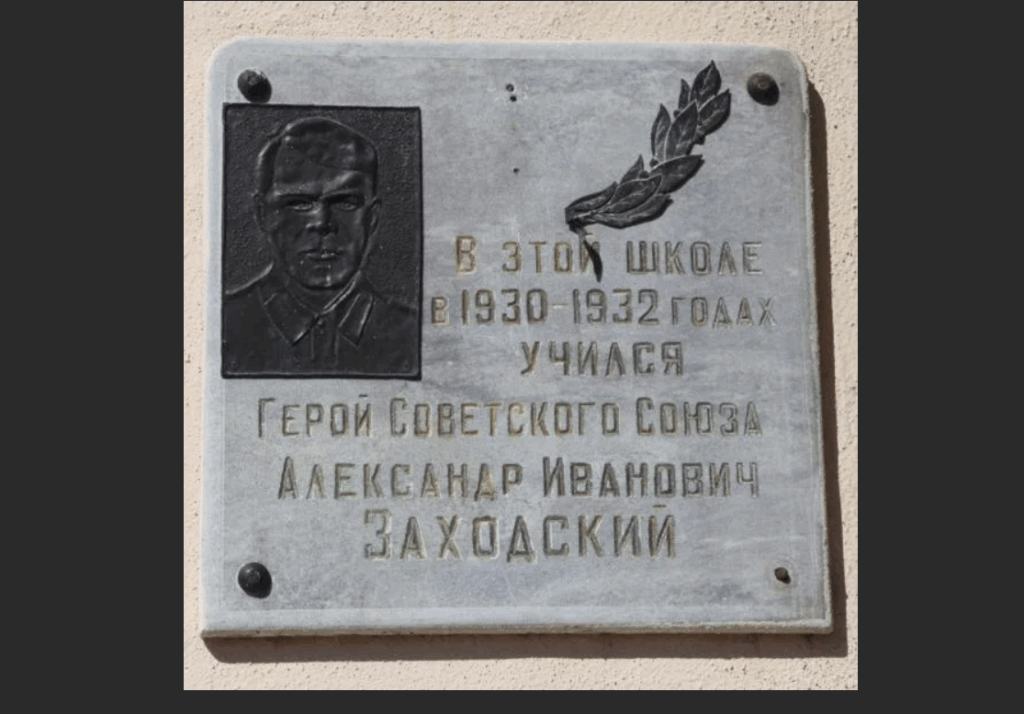 В этой школе
в 1930-1932 годах
учился
Герой Советского Союза
Александр Иванович
Заходский